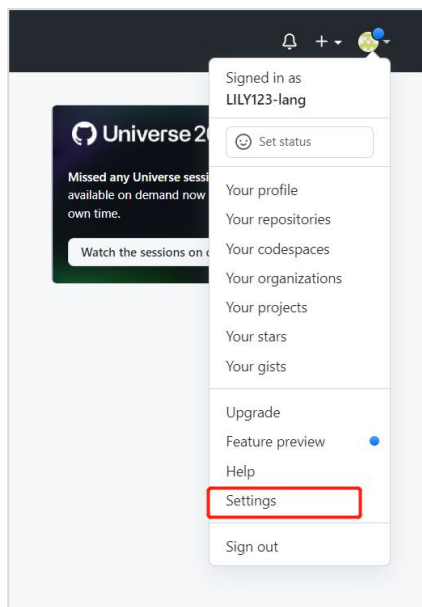 Signed in as
LILY123-lang
Set status
Universe 2
Missed any Universe
available on demand now
own time.
Watch the sessions on
Your profile
Your repositories
Your codespaces
Your organizations
Your projects
Your stars
Your gists
Upgrade
Feature preview
Help
Settings
Sign out